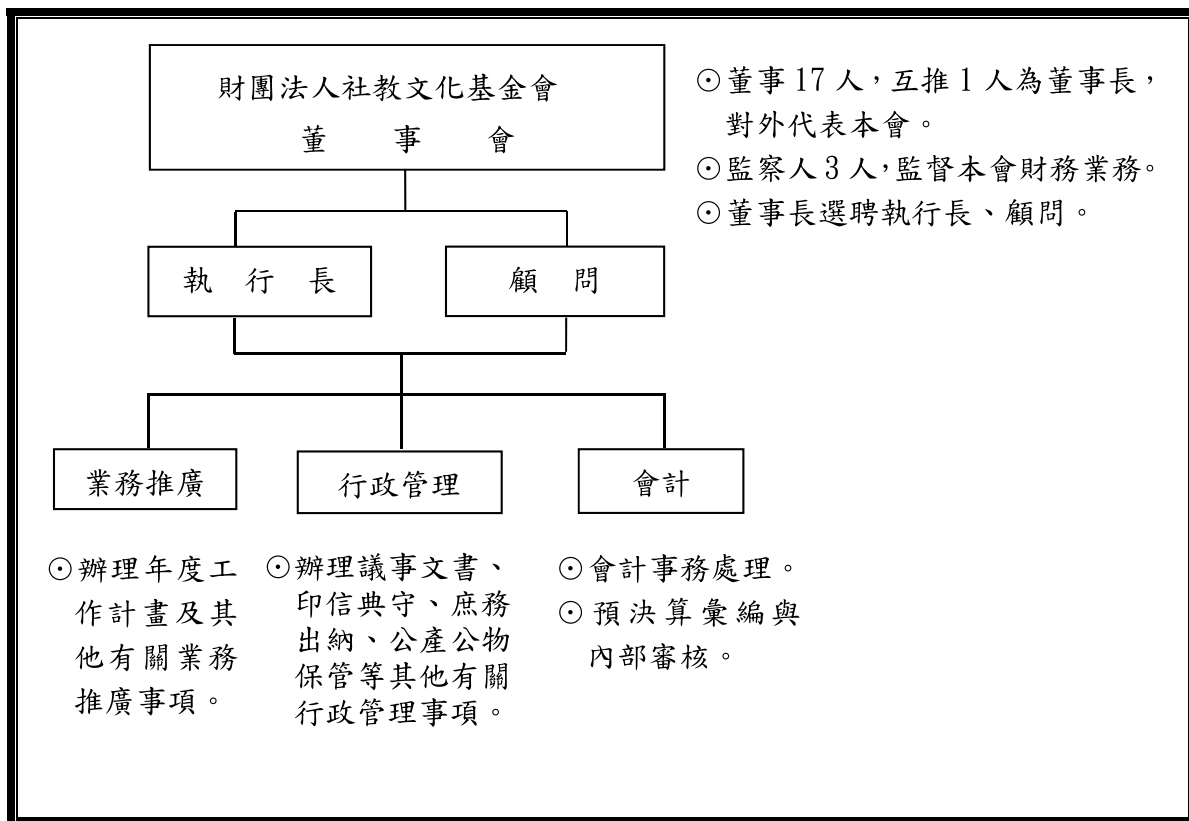 財團法人社教文化基金會
董 事 會
⊙董事17人，互推1人為董事長，
對外代表本會。
⊙監察人3人，監督本會財務業務。
⊙董事長選聘執行長、顧問。
執 行 長
顧 問
業務推廣
行政管理
會計
⊙辦理年度工
作計畫及其
他有關業務
推廣事項。
⊙辦理議事文書、
印信典守、庶務
出納、公產公物
保管等其他有關
行政管理事項。
⊙會計事務處理。
⊙預決算彙編與
內部審核。